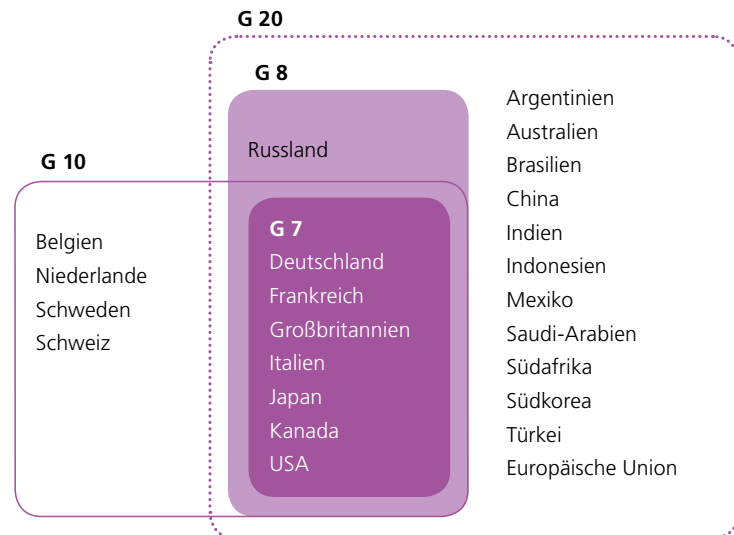 G 20
G 8
Russland
G 10
Belgien
Niederlande
Schweden
Schweiz
G 7
Deutschland
Frankreich
Großbritannien
Italien
Japan
Kanada
USA
Argentinien
Australien
Brasilien
China
Indien
Indonesien
Mexiko
Saudi-Arabien
Südafrika
Südkorea
Türkei
Europäische Union